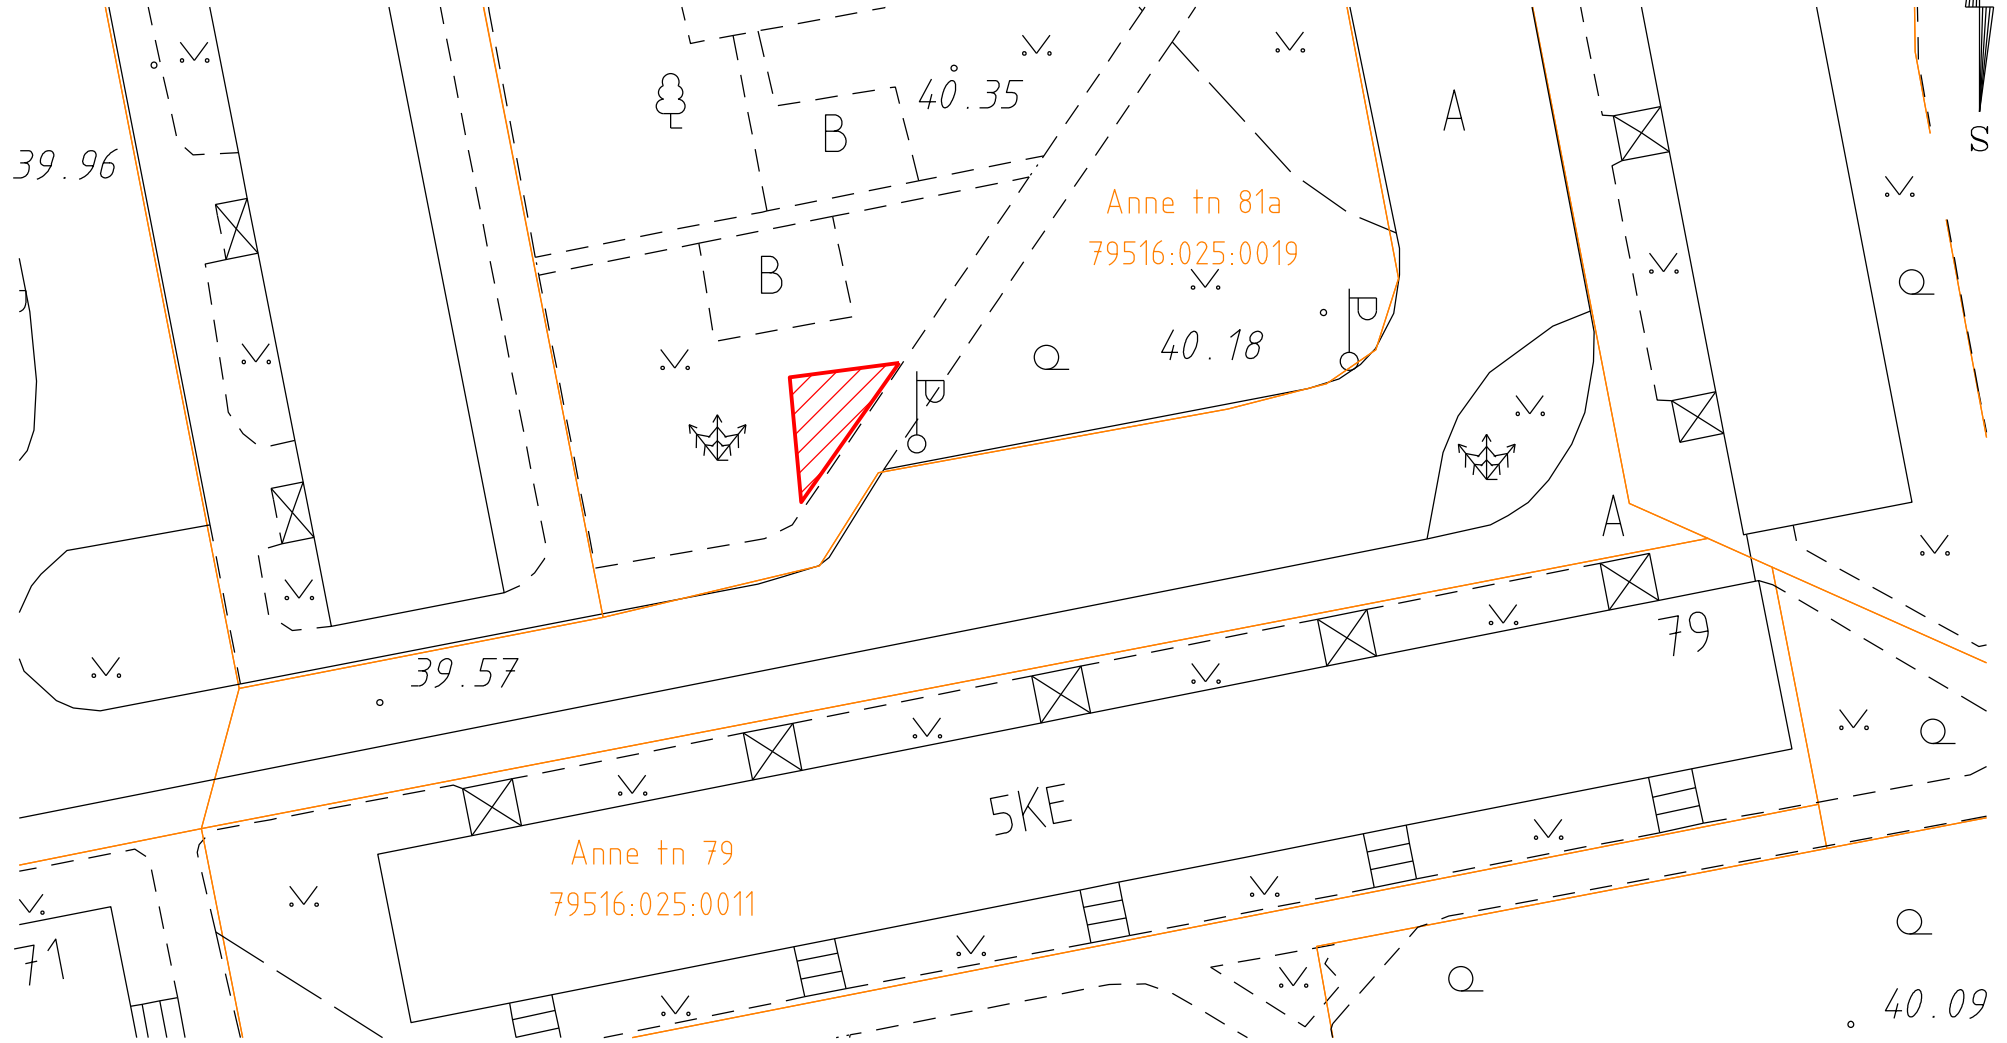 40.35
A
B
39.96
S
Anne tn 81a
79516:025:0019
B
40.18
A
79
39.57
5KE
Anne tn 79
79516:025:0011
71
40.09